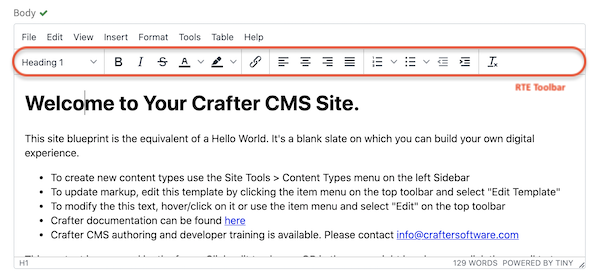 Body
File Edit View Insert Format Tools Table Help
Heading 1 B I S A
RTE Toolbar
Welcome to Your Crafter CMS Site.
This site blueprint is the equivalent of a Hello World. It's a blank slate on which you can build your own digital
experience.
To create new content types use the Site Tools > Content Types menu on the left Sidebar
To update markup, edit this template by clicking the item menu on the top toolbar and select "Edit Template"
To modify the this text, hover/click on it or use the item menu and select "Edit" on the top toolbar
Crafter documentation can be found here
Crafter CMS authoring and developer training is available. Please contact info@craftersoftware.com
H1 129 WORDS POWERED BY TINY